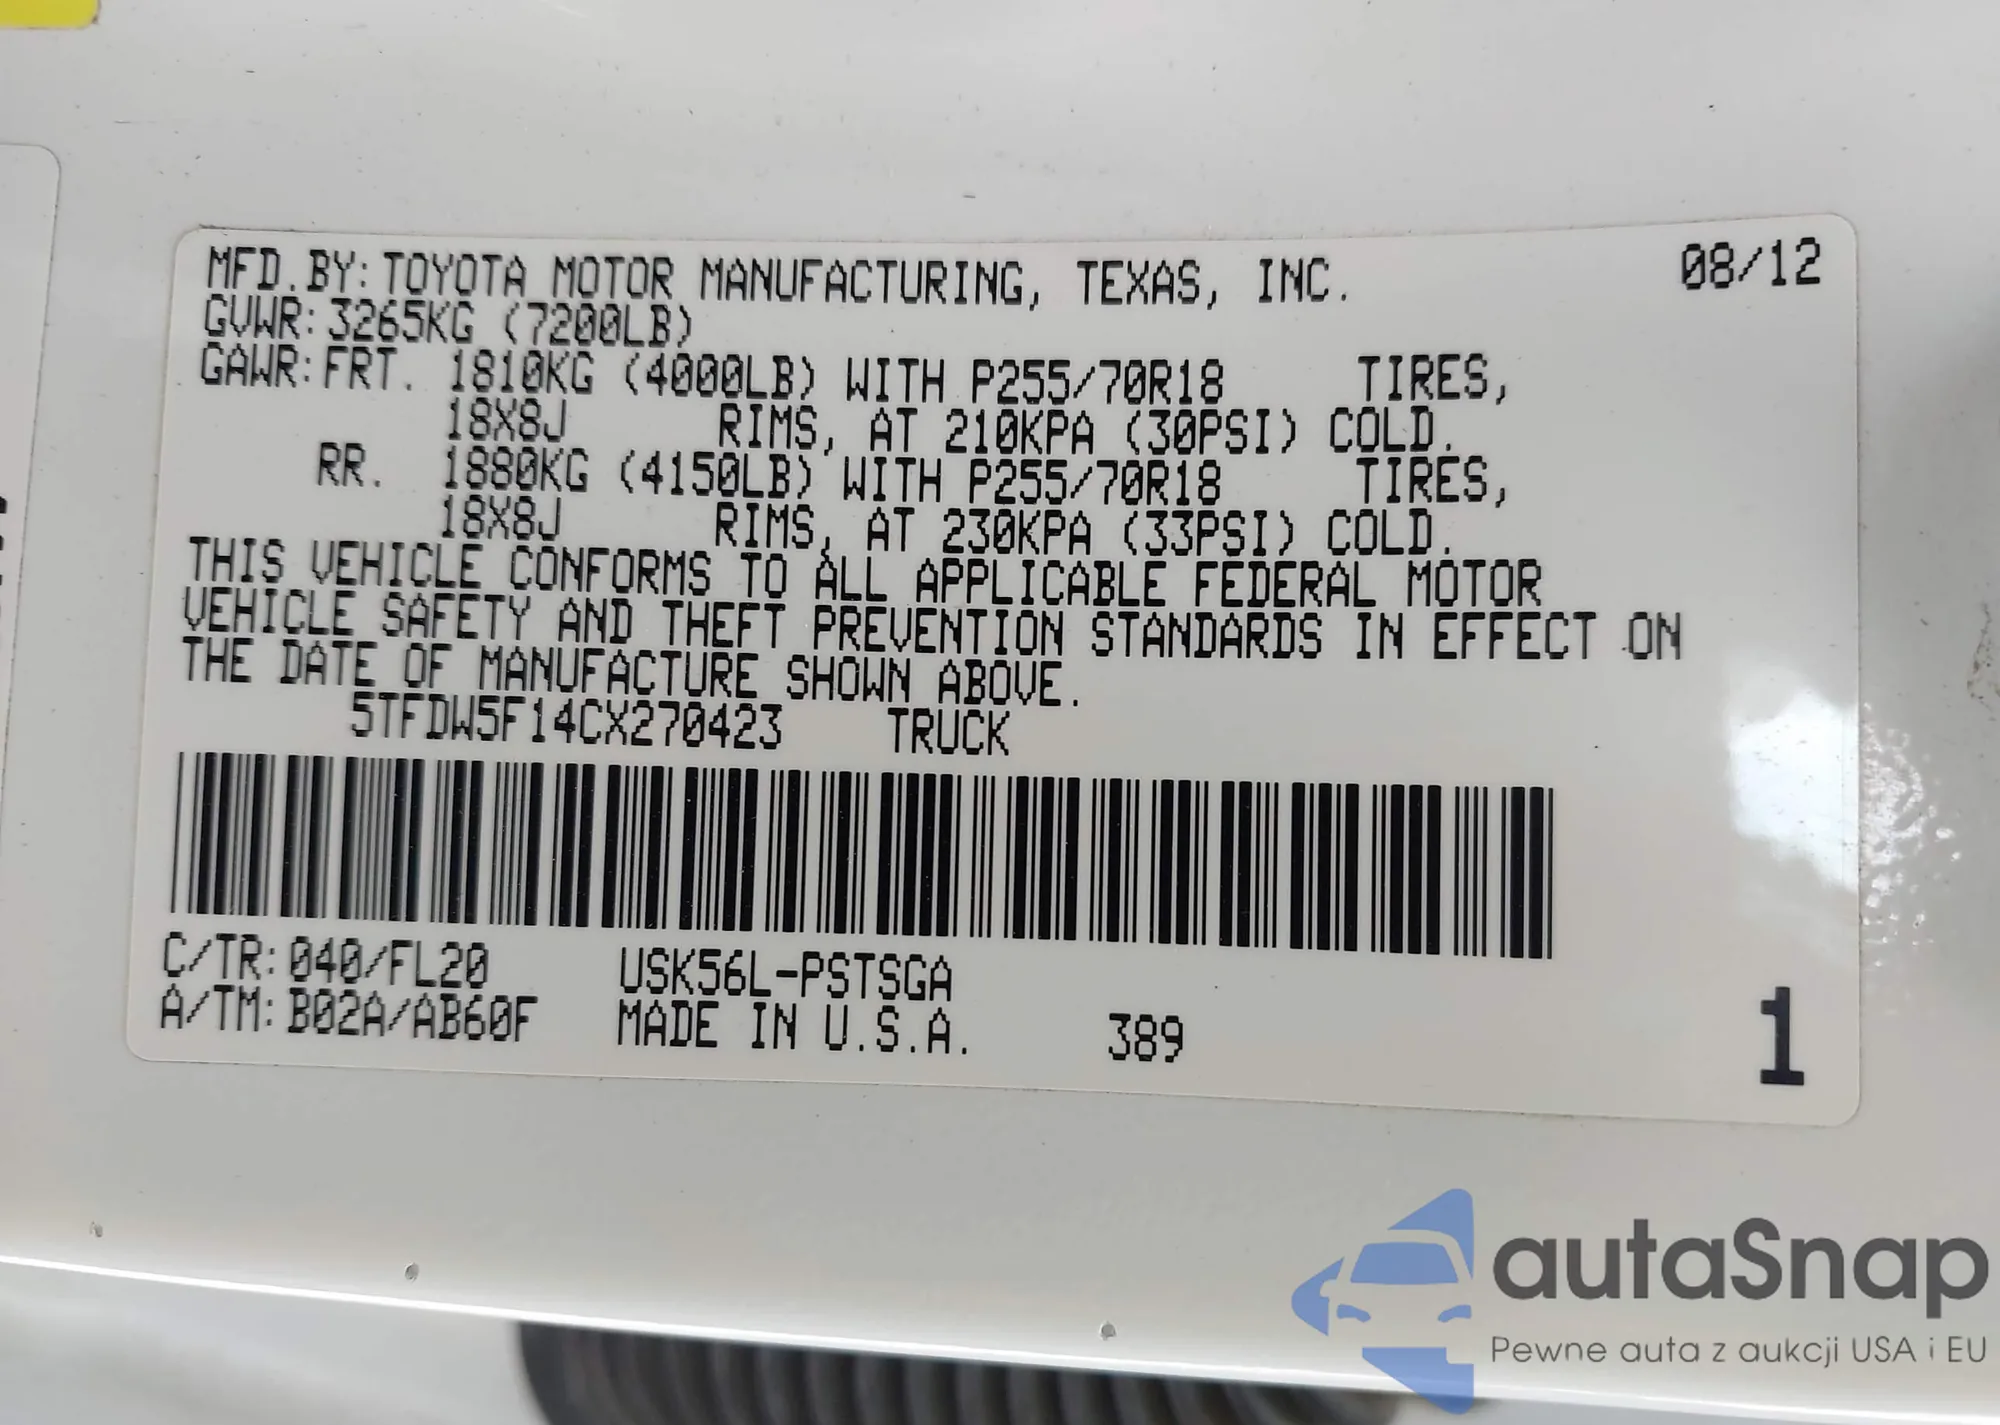 MFD.BY: TOYOTA MOTOR MANUFACTURING, TEXAS, INC. 08/12
GVWR: 3265KG (7200LB)
GAWR: FRT. 1810KG (4000LB) WITH P255/70R18 TIRES,
18X8J RIMS, AT 210KPA (30PSI) COLD.
RR. 1880KG (4150LB) WITH P255/70R18 TIRES,
18X8J RIMS, AT 230KPA (33PSI) COLD.
THIS VEHICLE CONFORMS TO ALL APPLICABLE FEDERAL MOTOR
VEHICLE SAFETY AND THEFT PREVENTION STANDARDS IN EFFECT ON
THE DATE OF MANUFACTURE SHOWN ABOVE.
5TFDW5F14CX270423 TRUCK
C/TR: 040/FL20 USK56L-PSTSGA
A/TM: B02A/AB60F MADE IN U.S.A. 389 1
autaSnap
Pewne auta z aukcji USA i EU